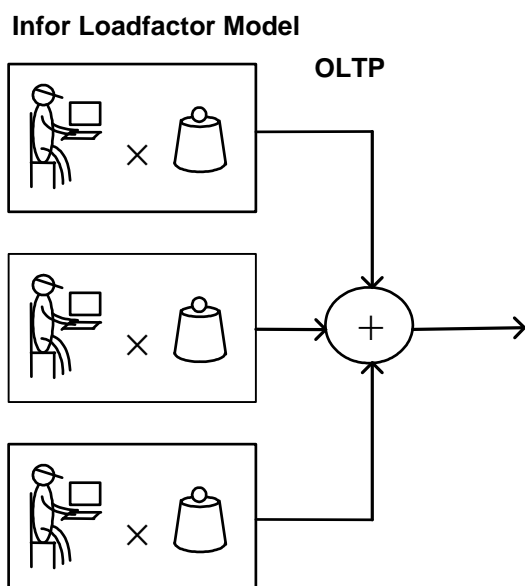 Infor Loadfactor Model
OLTP
×
×
+
×